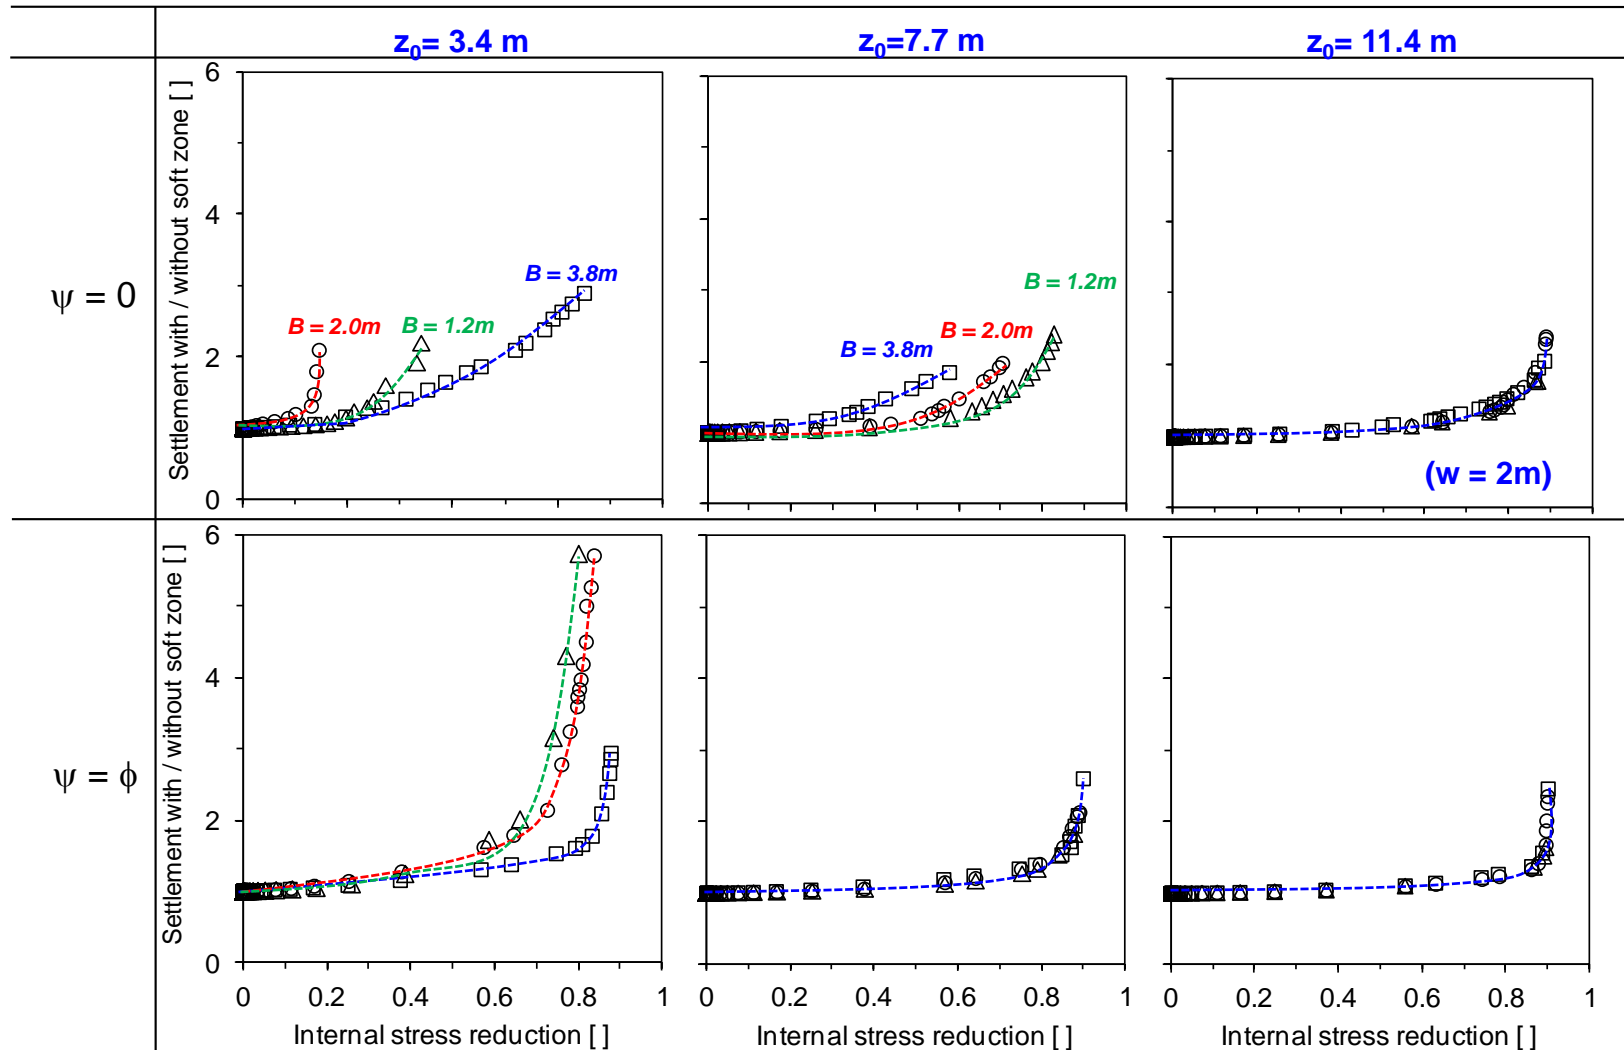 z₀= 3.4 m
z₀=7.7 m
z₀= 11.4 m
ψ = 0
Settlement with / without soft zone [ ]
6
4
2
0
B = 2.0m
B = 1.2m
B = 3.8m
B = 3.8m
B = 2.0m
B = 1.2m
(w = 2m)
ψ = ϕ
Settlement with / without soft zone [ ]
6
4
2
0
0 0.2 0.4 0.6 0.8
0 0.2 0.4 0.6 0.8 1
0 0.2 0.4 0.6 0.8 1
Internal stress reduction [ ]
Internal stress reduction [ ]
Internal stress reduction [ ]